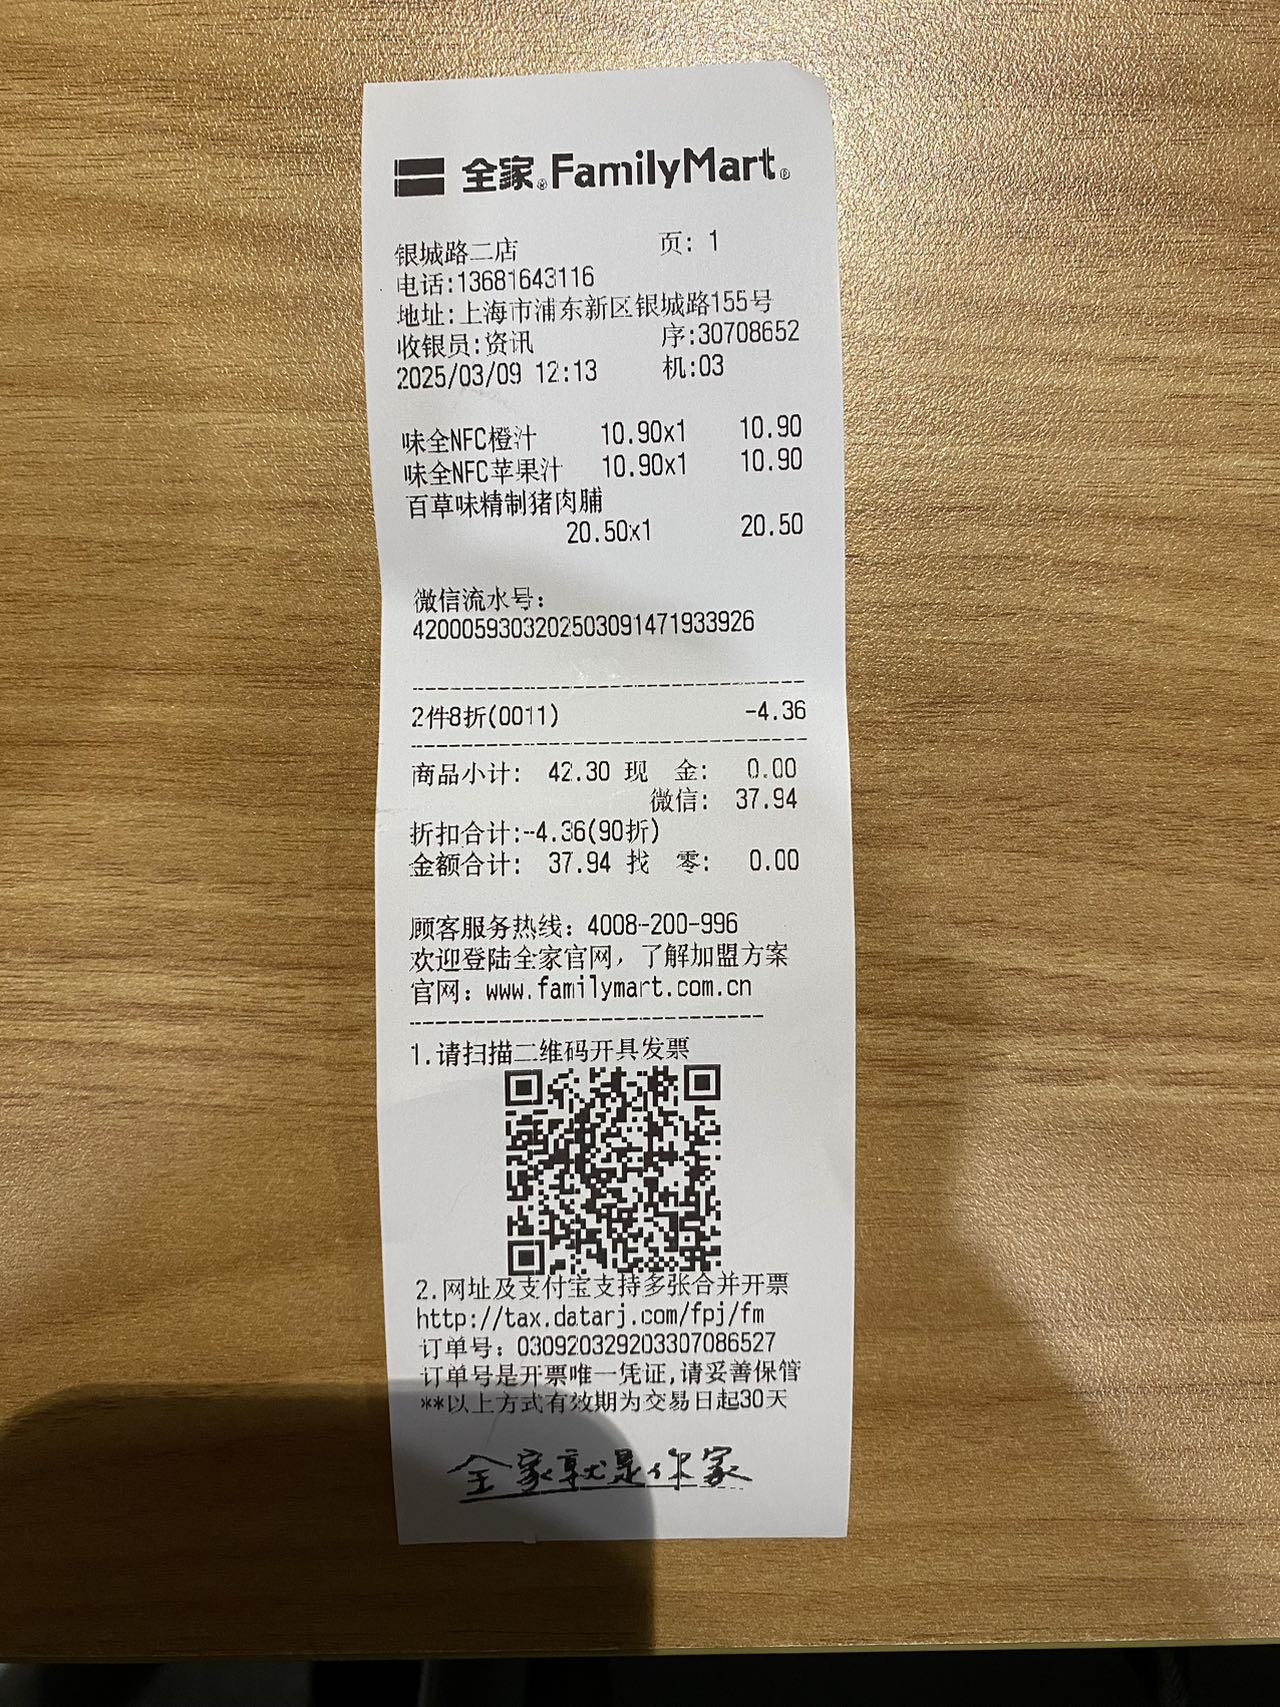 全家®FamilyMart®
银城路二店 页: 1
电话:13681643116
地址:上海市浦东新区银城路155号
收银员:资讯 序:30708652
2025/03/09 12:13 机:03
味全NFC橙汁 10.90x1 10.90
味全NFC苹果汁 10.90x1 10.90
百草味精制猪肉脯
20.50x1 20.50
微信流水号:
4200059303202503091471933926
2件8折(0011) -4.36
商品小计: 42.30 现 金: 0.00
微信: 37.94
折扣合计:-4.36(90折)
金额合计: 37.94 找 零: 0.00
顾客服务热线: 4008-200-996
欢迎登陆全家官网, 了解加盟方案
官网: www.familymart.com.cn
1.请扫描二维码开具发票
2.网址及支付宝支持多张合并开票
http://tax.datarj.com/fpj/fm
订单号: 030920329203307086527
订单号是开票唯一凭证,请妥善保管
**以上方式有效期为交易日起30天
全家就是你家